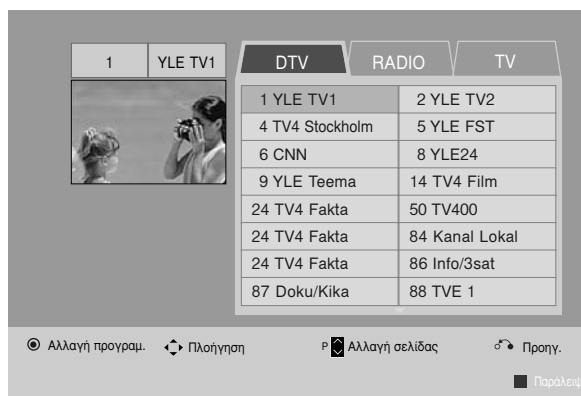 1 YLE TV1
DTV RADIO TV
1 YLE TV1 2 YLE TV2
4 TV4 Stockholm 5 YLE FST
6 CNN 8 YLE24
9 YLE Teema 14 TV4 Film
24 TV4 Fakta 50 TV400
24 TV4 Fakta 84 Kanal Lokal
24 TV4 Fakta 86 Info/3sat
87 Doku/Kika 88 TVE 1
Αλλαγή προγραμ. Πλοήγηση P Αλλαγή σελίδας Προηγ.
Παράλειψ